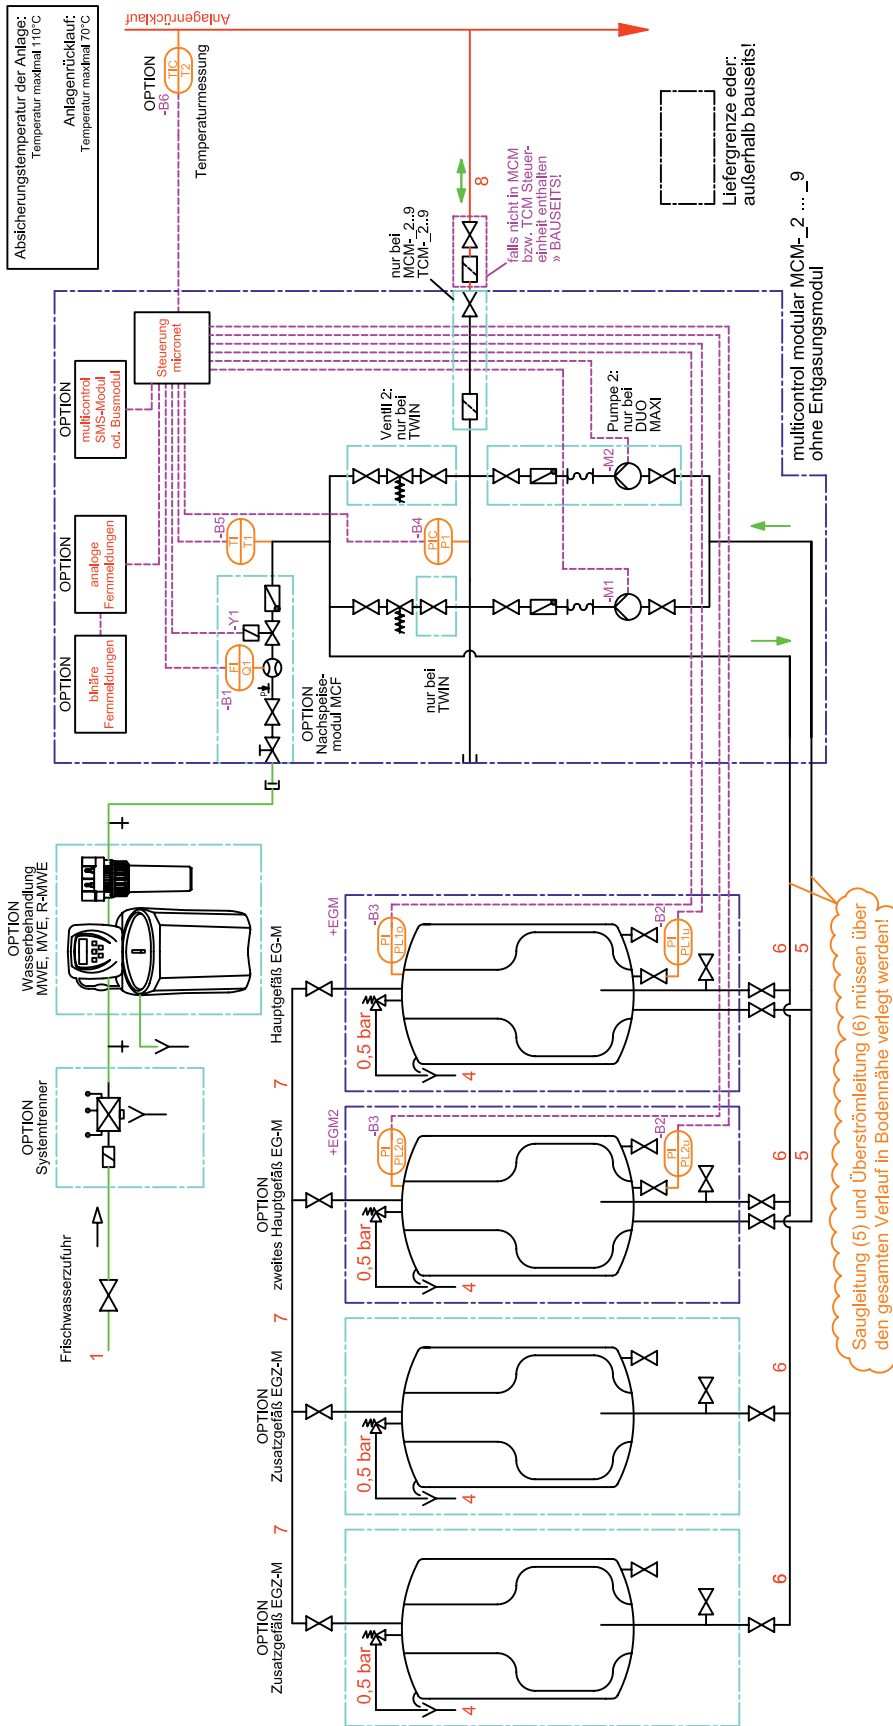 Absicherungstemperatur der Anlage:
Temperatur maximal 110°C
Anlagenrücklauf:
Temperatur maximal 70°C
Anlagenrücklauf
OPTION
TIC
T2
-B6
Temperaturmessung
Liefergrenze eder:
außerhalb bauseits!
8
falls nicht in MCM
bzw. TCM Steuer-
einheit enthalten
» BAUSEITS!
nur bei
MCM-_2..9
TCM-_2..9
multicontrol modular MCM-_2 ... _9
ohne Entgasungsmodul
Steuerung
micronet
OPTION
multicontrol
SMS-Modul
od. Busmodul
OPTION
analoge
Fernmeldungen
OPTION
binäre
Fernmeldungen
Ventil 2:
nur bei
TWIN
Pumpe 2:
nur bei
DUO
MAXI
-M2
-B5
TI
T1
-B4
PIC
P1
-M1
-Y1
FI
Q1
-B1
P
OPTION
Nachspeise-
modul MCF
nur bei
TWIN
OPTION
Wasserbehandlung
MWE, MVE, R-MWE
OPTION
Systemtrenner
Frischwasserzufuhr
1
Hauptgefäß EG-M
+EGM
-B3
PI
PL1o
-B2
PI
PL1u
0,5 bar
4
7
6
5
OPTION
zweites Hauptgefäß EG-M
+EGM2
-B3
PI
PL2o
-B2
PI
PL2u
0,5 bar
4
7
6
5
OPTION
Zusatzgefäß EGZ-M
0,5 bar
4
7
6
OPTION
Zusatzgefäß EGZ-M
0,5 bar
4
6
Saugleitung (5) und Überströmleitung (6) müssen über
den gesamten Verlauf in Bodennähe verlegt werden!